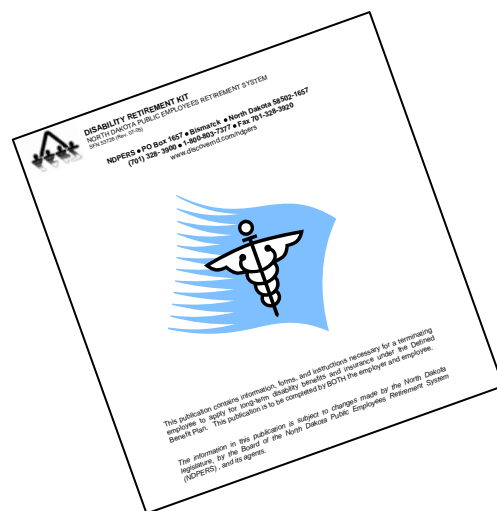 DISABILITY RETIREMENT KIT
NORTH DAKOTA PUBLIC EMPLOYEES RETIREMENT SYSTEM
SFN 53728 (Rev. 07-05)
NDPERS ● PO Box 1657 ● Bismarck ● North Dakota 58502-1657
(701) 328- 3900 ● 1-800-803-7377 ● Fax 701-328-3920
www.discovernd.com/ndpers
This publication contains information, forms, and instructions necessary for a terminating
employee to apply for long-term disability benefits and insurance under the Defined
Benefit Plan. This publication is to be completed by BOTH the employer and employee.
The information in this publication is subject to changes made by the North Dakota
legislature, by the Board of the North Dakota Public Employees Retirement System
(NDPERS) , and its agents.